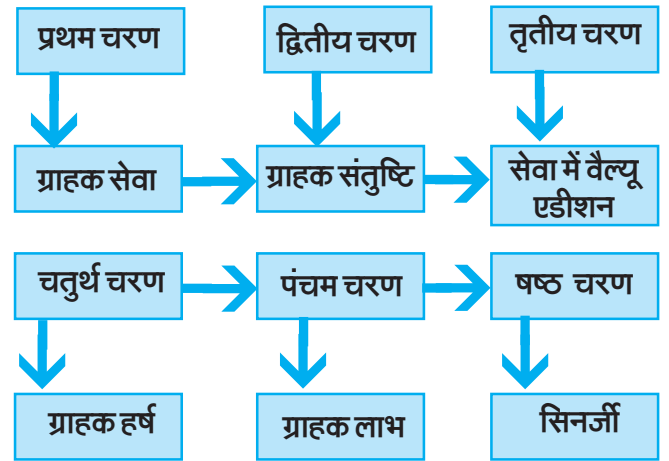 प्रथम चरण
द्वितीय चरण
तृतीय चरण
ग्राहक सेवा
ग्राहक संतुष्टि
सेवा में वैल्यू
एडीशन
चतुर्थ चरण
पंचम चरण
षष्ठ चरण
ग्राहक हर्ष
ग्राहक लाभ
सिनर्जी